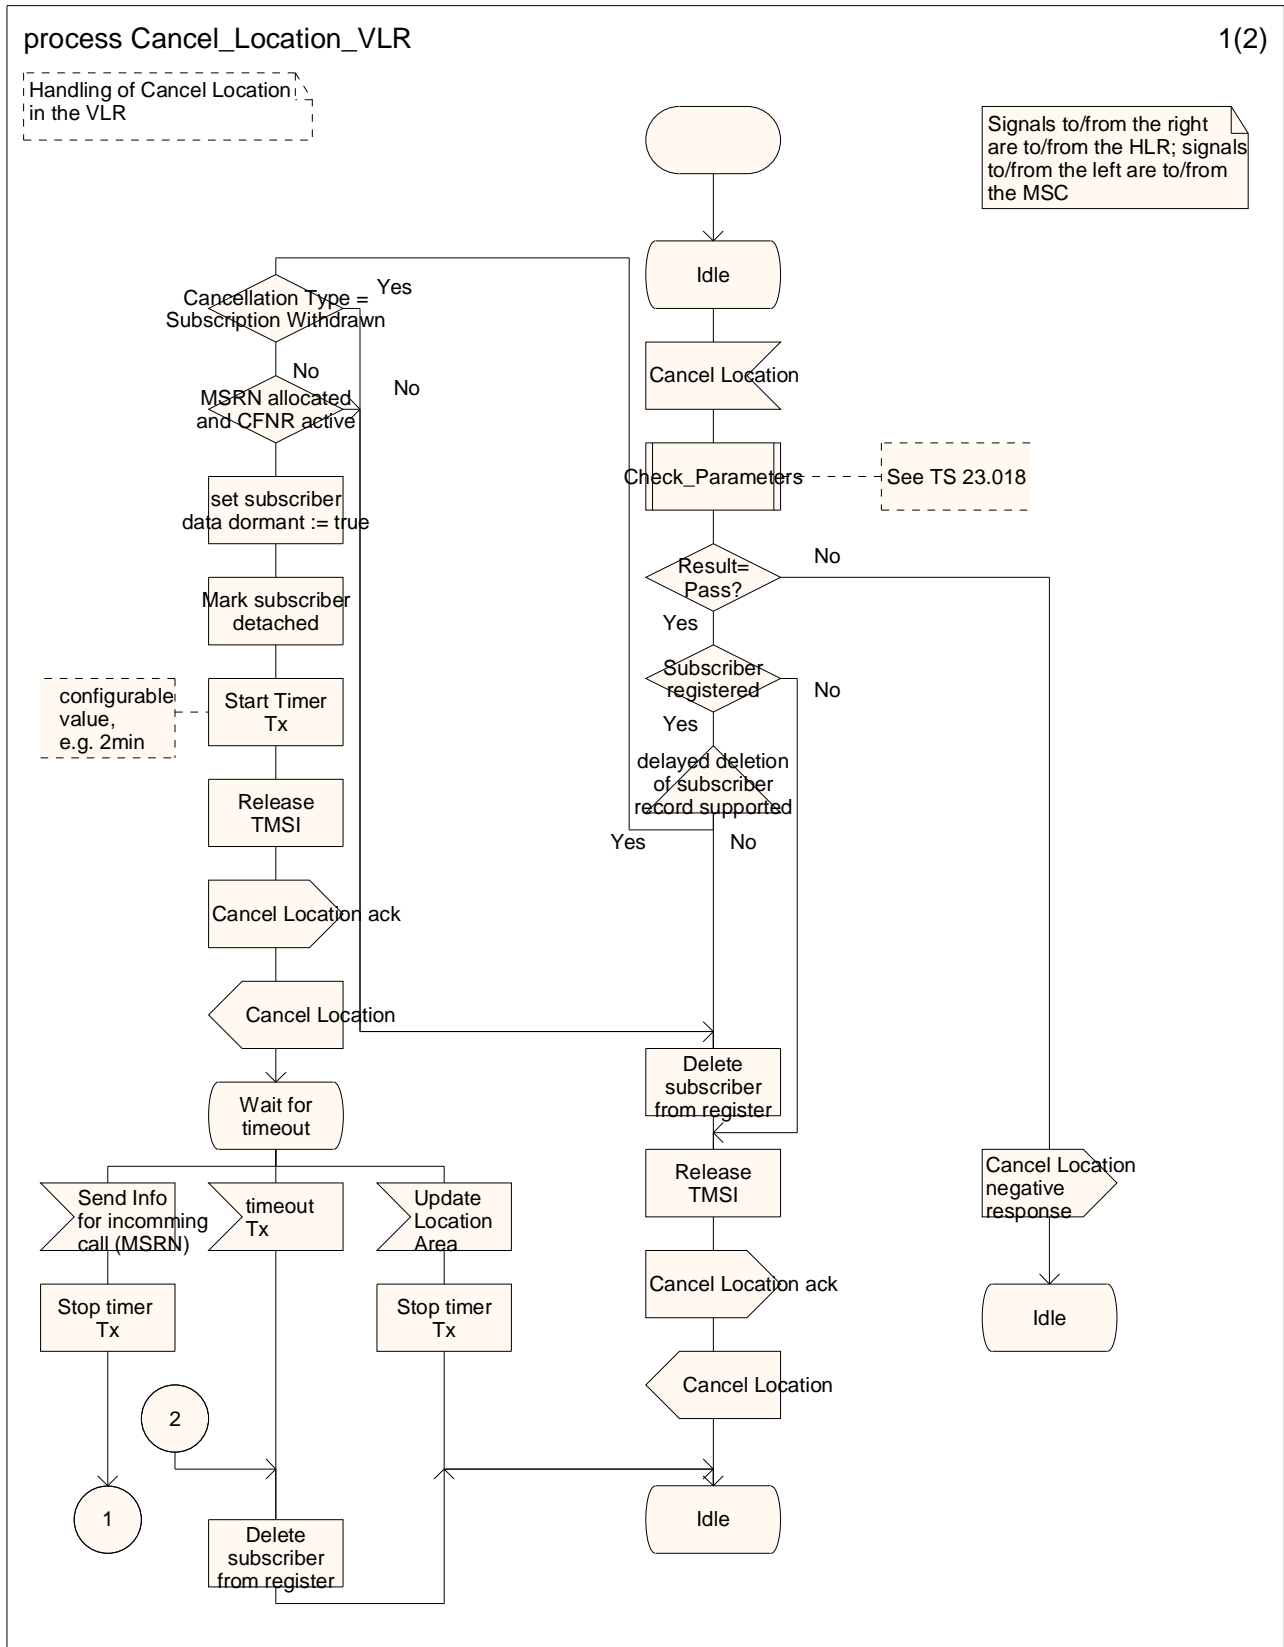 process Cancel_Location_VLR
1(2)
Handling of Cancel Location
in the VLR
Signals to/from the right
are to/from the HLR; signals
to/from the left are to/from
the MSC
Idle
Cancel Location
Check_Parameters
See TS 23.018
Result=
Pass?
No
Yes
Subscriber
registered
No
Yes
delayed deletion
of subscriber
record supported
Yes
No
Cancellation Type =
Subscription Withdrawn
Yes
No
MSRN allocated
and CFNR active
No
set subscriber
data dormant := true
Mark subscriber
detached
configurable
value,
e.g. 2min
Start Timer
Tx
Release
TMSI
Cancel Location ack
Cancel Location
Wait for
timeout
Send Info
for incomming
call (MSRN)
timeout
Tx
Update
Location
Area
Stop timer
Tx
Stop timer
Tx
2
1
Delete
subscriber
from register
Delete
subscriber
from register
Release
TMSI
Cancel Location ack
Cancel Location
Idle
Cancel Location
negative
response
Idle